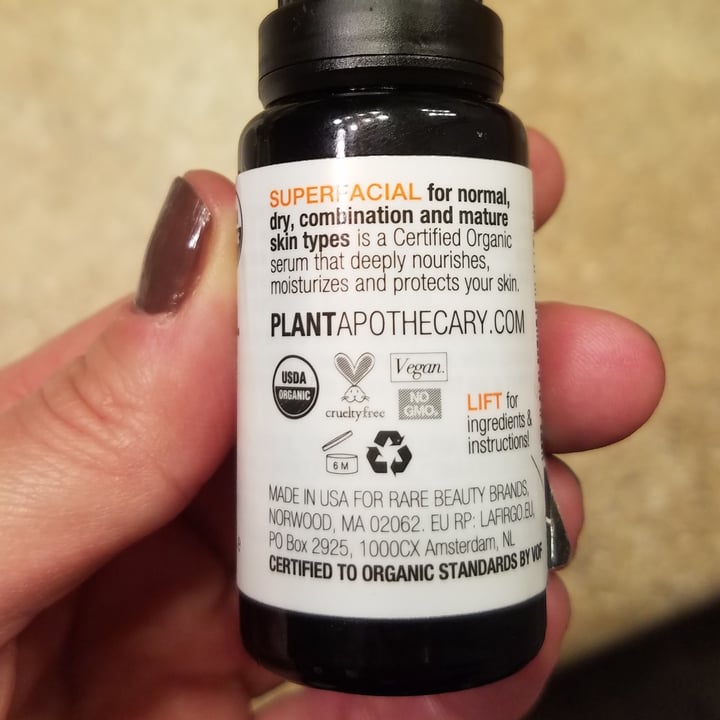 SUPERFACIAL for normal,
dry, combination and mature
skin types is a Certified Organic
serum that deeply nourishes,
moisturizes and protects your skin.
PLANTAPOTHECARY.COM
USDA
ORGANIC
crueltyfree
Vegan.
NO
GMO.
LIFT for
ingredients &
instructions!
6 M
MADE IN USA FOR RARE BEAUTY BRANDS,
NORWOOD, MA 02062. EU RP: LAFIRGO.EU,
PO Box 2925, 1000CX Amsterdam, NL
CERTIFIED TO ORGANIC STANDARDS BY VOF